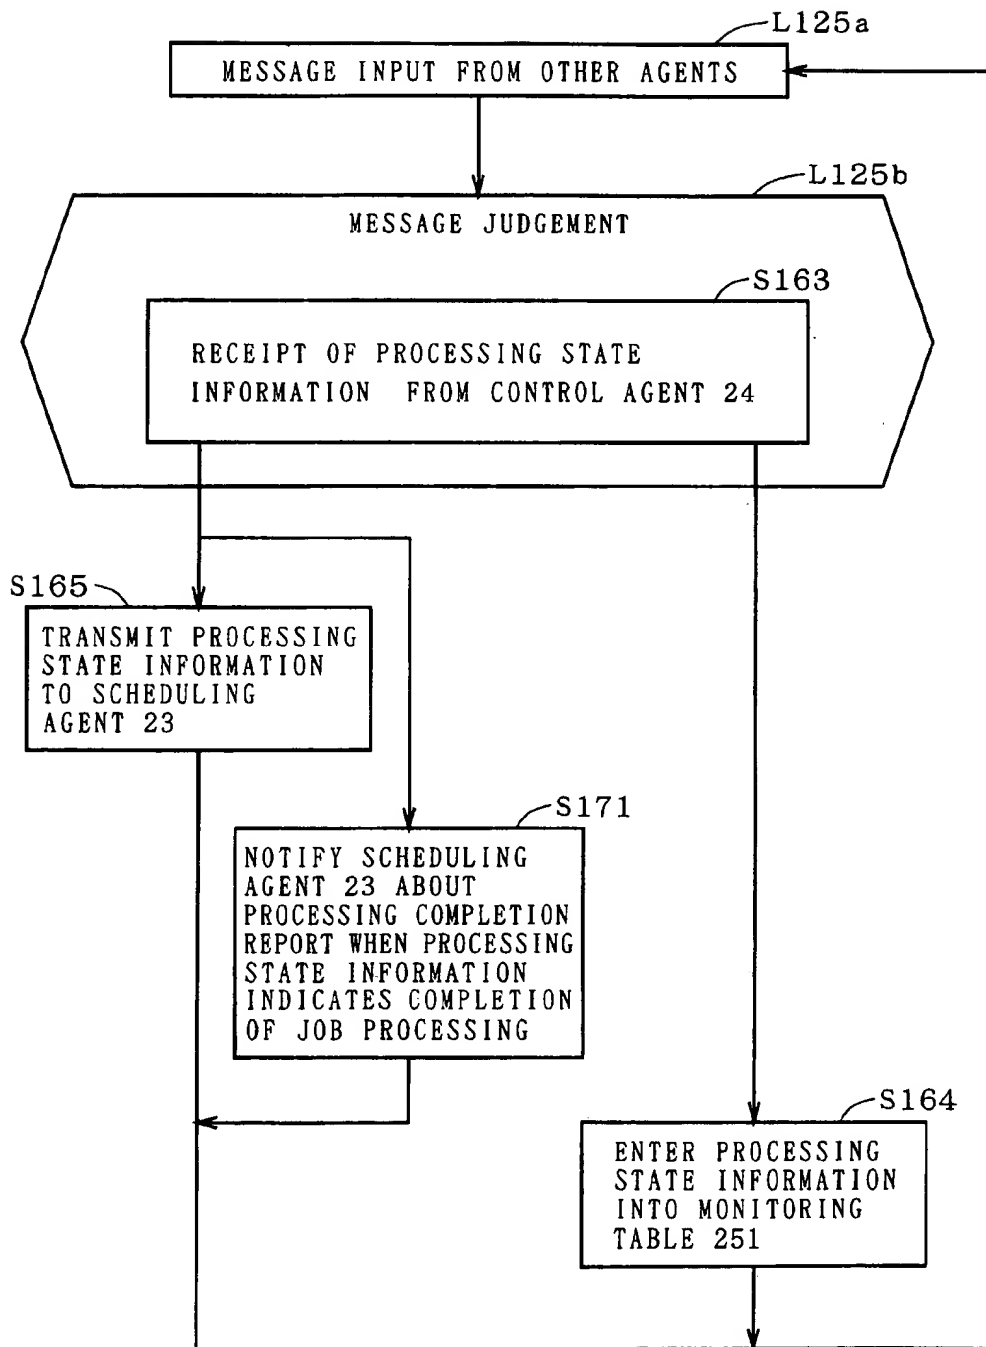 L125a
MESSAGE INPUT FROM OTHER AGENTS
L125b
MESSAGE JUDGEMENT
S163
RECEIPT OF PROCESSING STATE
INFORMATION FROM CONTROL AGENT 24
S165
TRANSMIT PROCESSING
STATE INFORMATION
TO SCHEDULING
AGENT 23
S171
NOTIFY SCHEDULING
AGENT 23 ABOUT
PROCESSING COMPLETION
REPORT WHEN PROCESSING
STATE INFORMATION
INDICATES COMPLETION
OF JOB PROCESSING
S164
ENTER PROCESSING
STATE INFORMATION
INTO MONITORING
TABLE 251